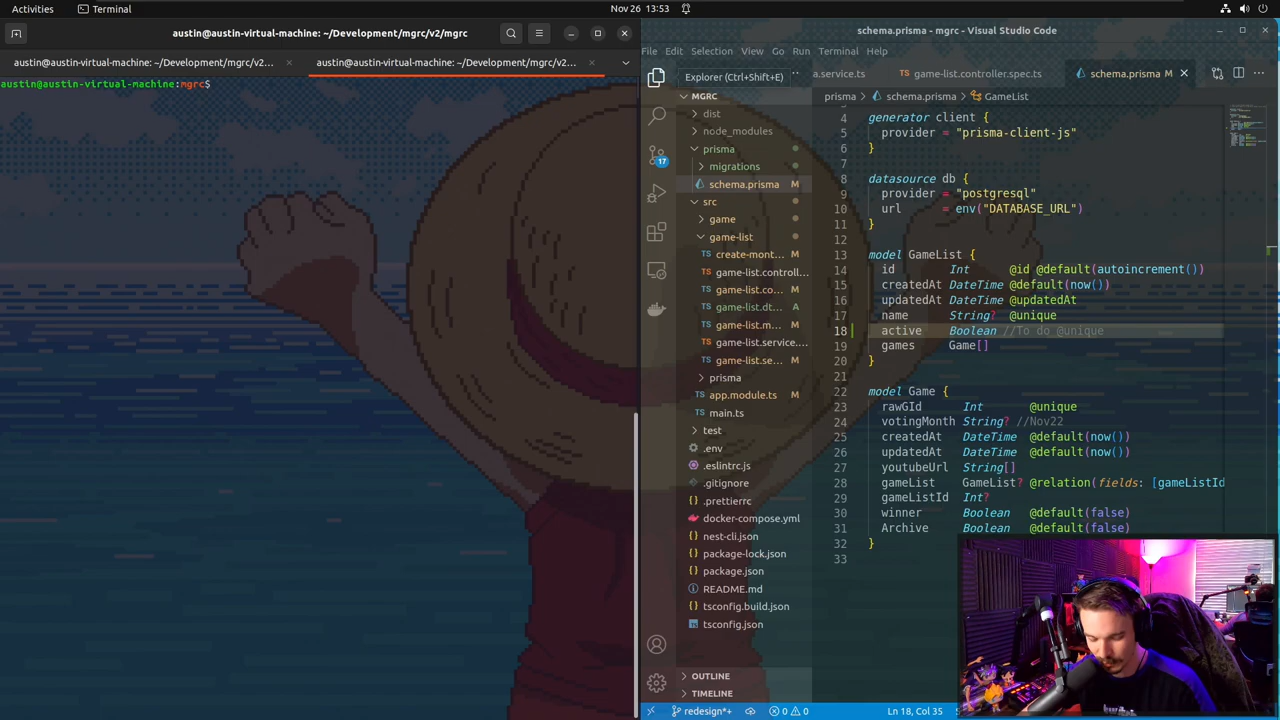 Activities
Terminal
Nov 26 13:53
austin@austin-virtual-machine: ~/Development/mgrc/v2/mgrc
schema.prisma - mgrc - Visual Studio Code
File Edit Selection View Go Run Terminal Help
austin@austin-virtual-machine: ~/Development/mgrc/v2...
austin@austin-virtual-machine: ~/Development/mgrc/v2...
austin@austin-virtual-machine:mgrc$
Explorer (Ctrl+Shift+E)
a.service.ts
game-list.controller.spec.ts
schema.prisma M
MGRC
dist
node_modules
prisma
migrations
schema.prisma M
src
game
game-list
TS create-mont...
TS game-list.controll...
TS game-list.co...
TS game-list.dt... A
TS game-list.m...
TS game-list.service....
TS game-list.se...
prisma
TS app.module.ts M
TS main.ts
test
.env
.eslintrc.js
.gitignore
.prettierrc
docker-compose.yml
nest-cli.json
package-lock.json
package.json
README.md
tsconfig.build.json
tsconfig.json
OUTLINE
TIMELINE
17
prisma > schema.prisma > GameList
4 generator client {
5 provider = "prisma-client-js"
6 }
7
8 datasource db {
9 provider = "postgresql"
10 url = env("DATABASE_URL")
11 }
12
13 model GameList {
14 id Int @id @default(autoincrement())
15 createdAt DateTime @default(now())
16 updatedAt DateTime @updatedAt
17 name String? @unique
18 active Boolean //To do @unique
19 games Game[]
20 }
21
22 model Game {
23 rawGId Int @unique
24 votingMonth String? //Nov22
25 createdAt DateTime @default(now())
26 updatedAt DateTime @default(now())
27 youtubeUrl String[]
28 gameList GameList? @relation(fields: [gameListId
29 gameListId Int?
30 winner Boolean @default(false)
31 Archive Boolean @default(false)
32 }
33
redesign*+
0 0
Ln 18, Col 35